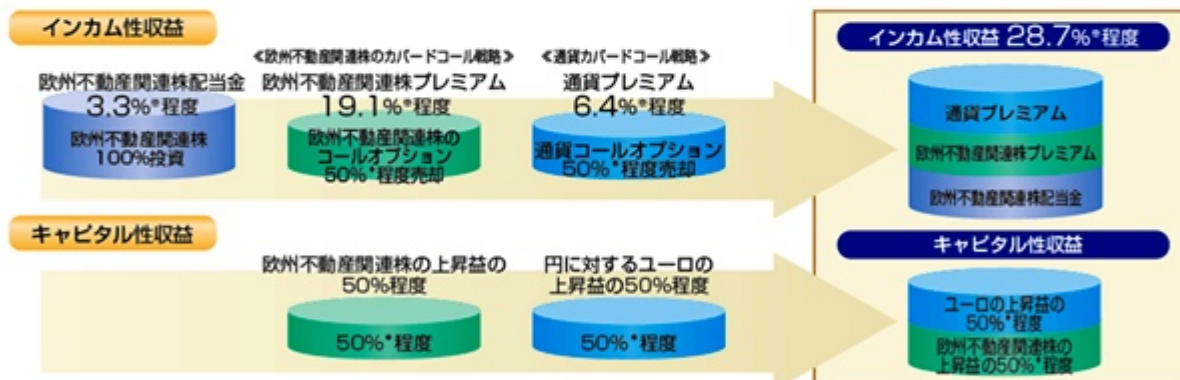 インカム性収益
欧州不動産関連株配当金
3.3%*程度
欧州不動産関連株
100%投資
≪欧州不動産関連株のカバードコール戦略≫
欧州不動産関連株プレミアム
19.1%*程度
欧州不動産関連株の
コールオプション
50%*程度売却
≪通貨カバードコール戦略≫
通貨プレミアム
6.4%*程度
通貨コールオプション
50%*程度売却
インカム性収益 28.7%*程度
通貨プレミアム
欧州不動産関連株プレミアム
欧州不動産関連株配当金
キャピタル性収益
欧州不動産関連株の上昇益の
50%程度
50%*程度
円に対するユーロの
上昇益の50%程度
50%*程度
キャピタル性収益
ユーロの上昇益の
50%*程度
欧州不動産関連株の
上昇益の50%*程度